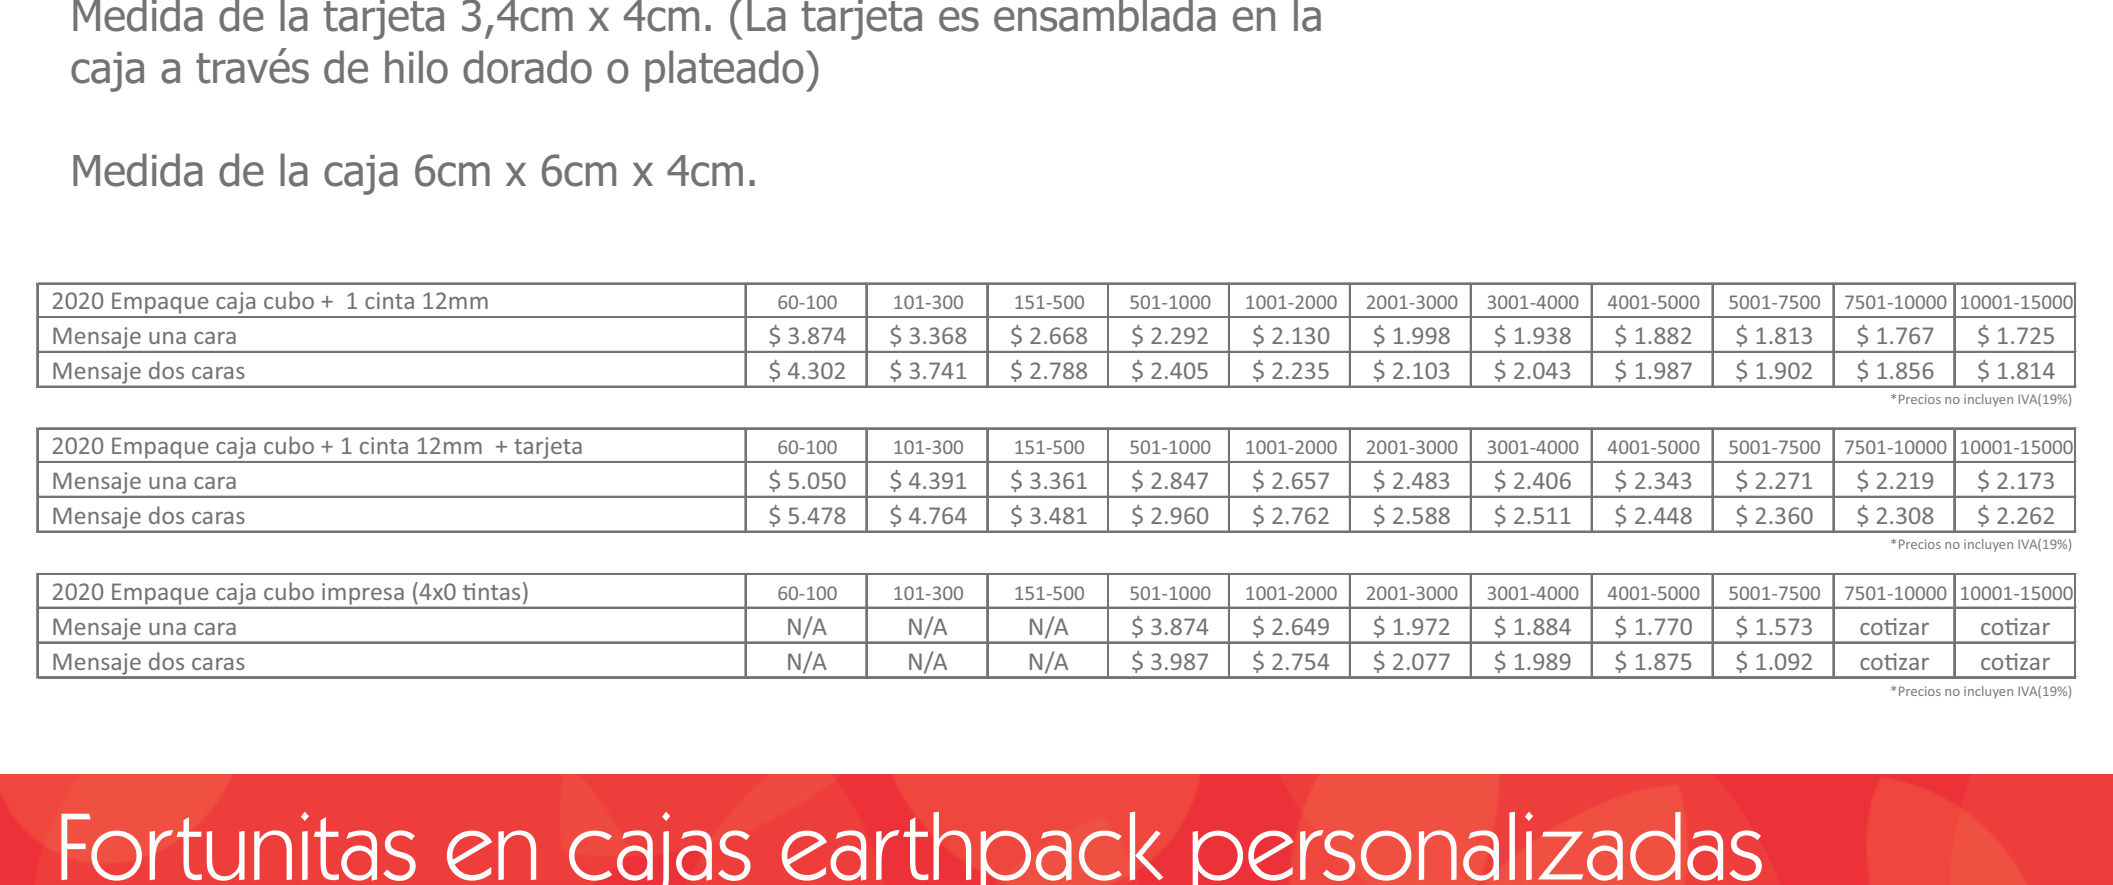 Medida de la tarjeta 3,4cm x 4cm. (La tarjeta es ensamblada en la
caja a través de hilo dorado o plateado)
Medida de la caja 6cm x 6cm x 4cm.
2020 Empaque caja cubo + 1 cinta 12mm 60-100 101-300 151-500 501-1000 1001-2000 2001-3000 3001-4000 4001-5000 5001-7500 7501-10000 10001-15000
Mensaje una cara $ 3.874 $ 3.368 $ 2.668 $ 2.292 $ 2.130 $ 1.998 $ 1.938 $ 1.882 $ 1.813 $ 1.767 $ 1.725
Mensaje dos caras $ 4.302 $ 3.741 $ 2.788 $ 2.405 $ 2.235 $ 2.103 $ 2.043 $ 1.987 $ 1.902 $ 1.856 $ 1.814
*Precios no incluyen IVA(19%)
2020 Empaque caja cubo + 1 cinta 12mm + tarjeta 60-100 101-300 151-500 501-1000 1001-2000 2001-3000 3001-4000 4001-5000 5001-7500 7501-10000 10001-15000
Mensaje una cara $ 5.050 $ 4.391 $ 3.361 $ 2.847 $ 2.657 $ 2.483 $ 2.406 $ 2.343 $ 2.271 $ 2.219 $ 2.173
Mensaje dos caras $ 5.478 $ 4.764 $ 3.481 $ 2.960 $ 2.762 $ 2.588 $ 2.511 $ 2.448 $ 2.360 $ 2.308 $ 2.262
*Precios no incluyen IVA(19%)
2020 Empaque caja cubo impresa (4x0 tintas) 60-100 101-300 151-500 501-1000 1001-2000 2001-3000 3001-4000 4001-5000 5001-7500 7501-10000 10001-15000
Mensaje una cara N/A N/A N/A $ 3.874 $ 2.649 $ 1.972 $ 1.884 $ 1.770 $ 1.573 cotizar cotizar
Mensaje dos caras N/A N/A N/A $ 3.987 $ 2.754 $ 2.077 $ 1.989 $ 1.875 $ 1.092 cotizar cotizar
*Precios no incluyen IVA(19%)
Fortunitas en cajas earthpack personalizadas